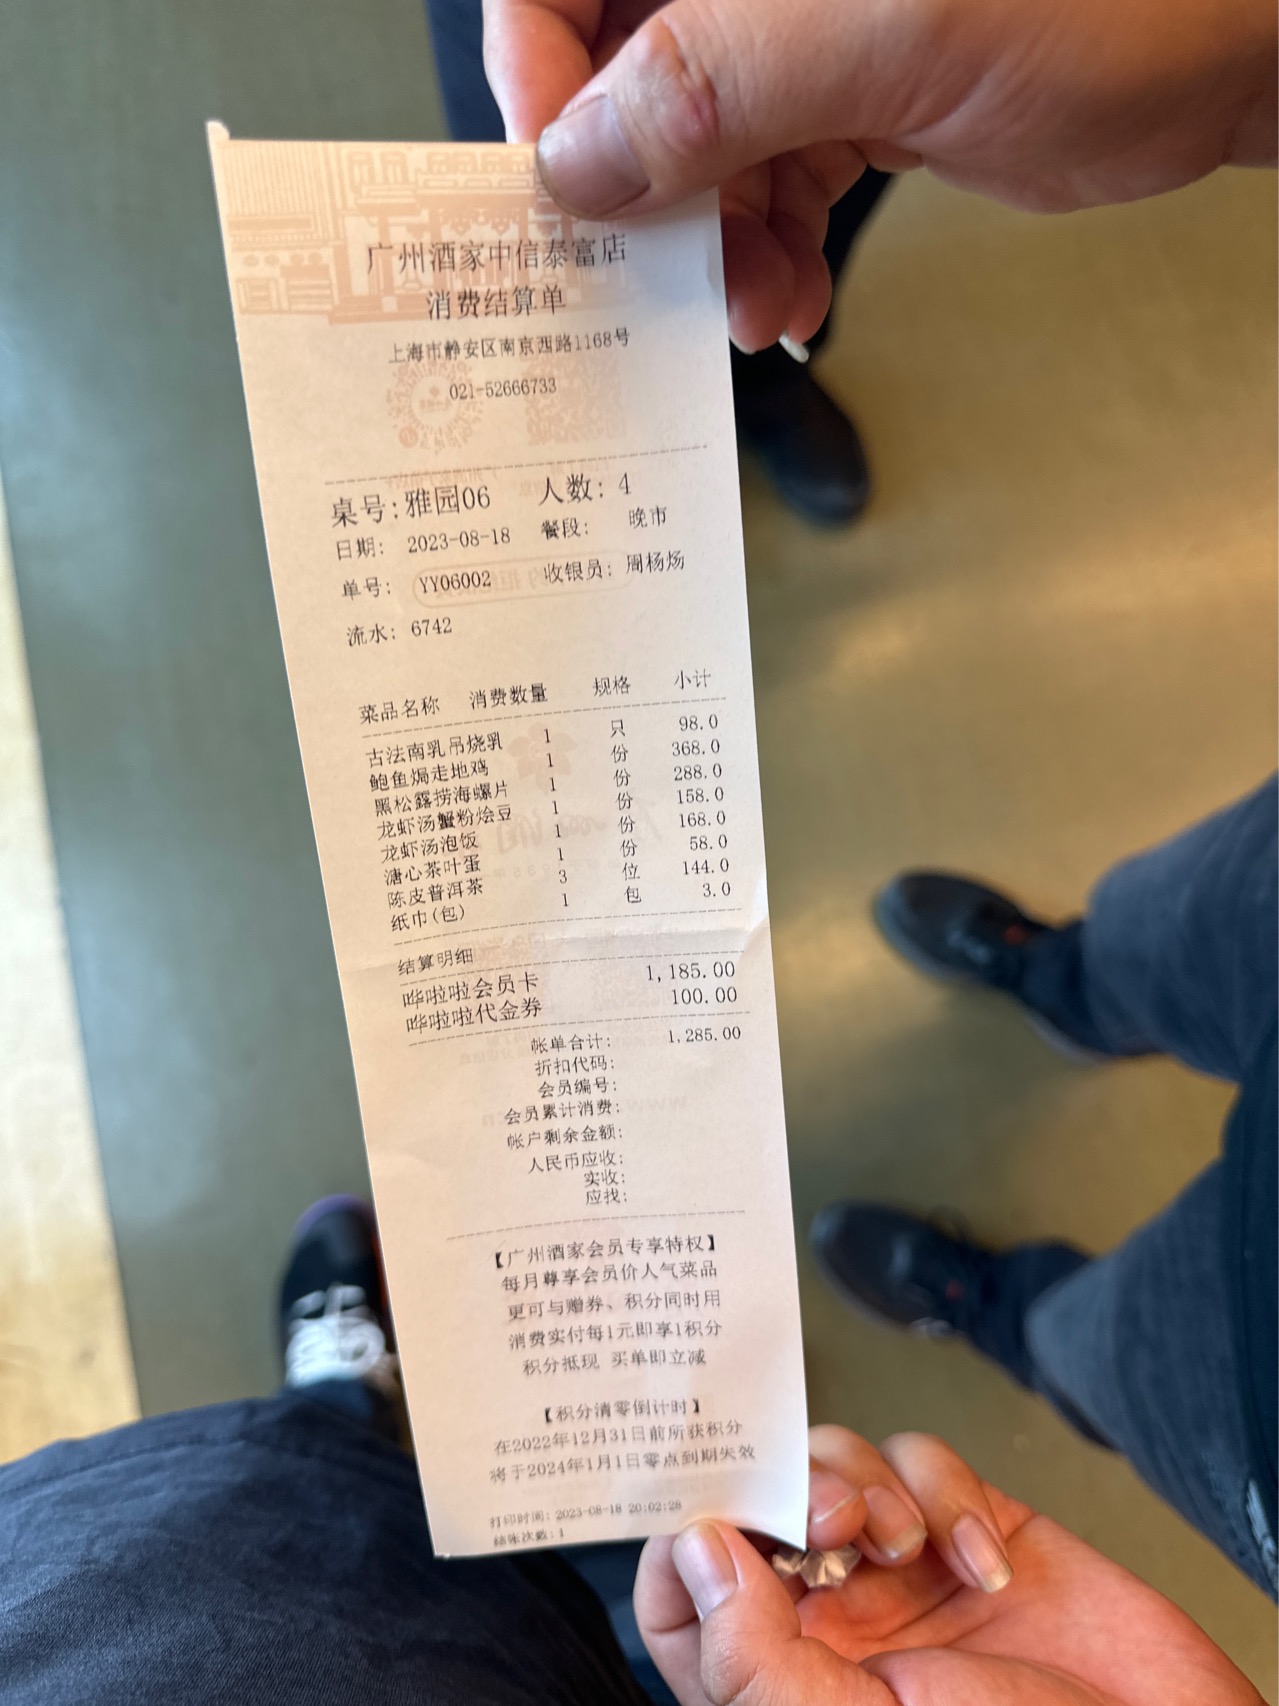 广州酒家中信泰富店
消费结算单
上海市静安区南京西路1168号
021-52666733
桌号:雅园06 人数: 4
日期: 2023-08-18 餐段: 晚市
单号: YY06002 收银员: 周杨炀
流水: 6742
菜品名称 消费数量 规格 小计
古法南乳吊烧乳 1 只 98.0
鲍鱼焗走地鸡 1 份 368.0
黑松露捞海螺片 1 份 288.0
龙虾汤蟹粉烩豆 1 份 158.0
龙虾汤泡饭 1 份 168.0
溏心茶叶蛋 1 份 58.0
陈皮普洱茶 3 位 144.0
纸巾(包) 1 包 3.0
结算明细
哗啦啦会员卡 1,185.00
哗啦啦代金券 100.00
帐单合计: 1,285.00
折扣代码:
会员编号:
会员累计消费:
帐户剩余金额:
人民币应收:
实收:
应找:
【广州酒家会员专享特权】
每月尊享会员价人气菜品
更可与赠券、积分同时用
消费实付每1元即享1积分
积分抵现 买单即立减
【积分清零倒计时】
在2022年12月31日前所获积分
将于2024年1月1日零点到期失效
打印时间: 2023-08-18 20:02:28
结账次数: 1